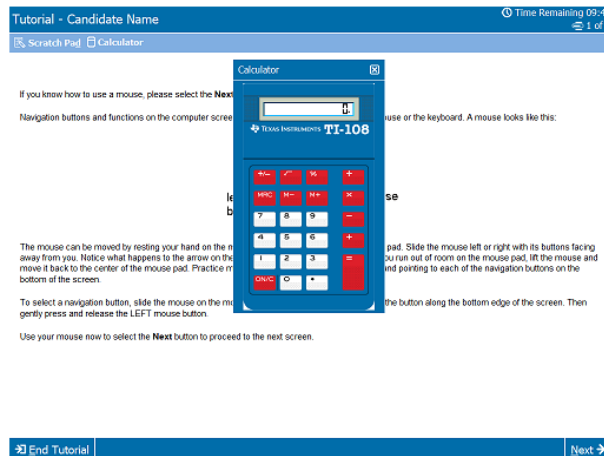 Tutorial - Candidate Name
Time Remaining 09:4
1 of
Scratch Pad Calculator
Calculator
If you know how to use a mouse, please select the Next
Navigation buttons and functions on the computer scree use or the keyboard. A mouse looks like this:
0.
TEXAS INSTRUMENTS TI-108
+/- √ % ÷
MRC M- M+ ×
7 8 9 -
4 5 6 +
1 2 3 =
ON/C 0 .
le se
b
The mouse can be moved by resting your hand on the m pad. Slide the mouse left or right with its buttons facing
away from you. Notice what happens to the arrow on the ou run out of room on the mouse pad, lift the mouse and
move it back to the center of the mouse pad. Practice m and pointing to each of the navigation buttons on the
bottom of the screen.
To select a navigation button, slide the mouse on the mo the button along the bottom edge of the screen. Then
gently press and release the LEFT mouse button.
Use your mouse now to select the Next button to proceed to the next screen.
End Tutorial
Next